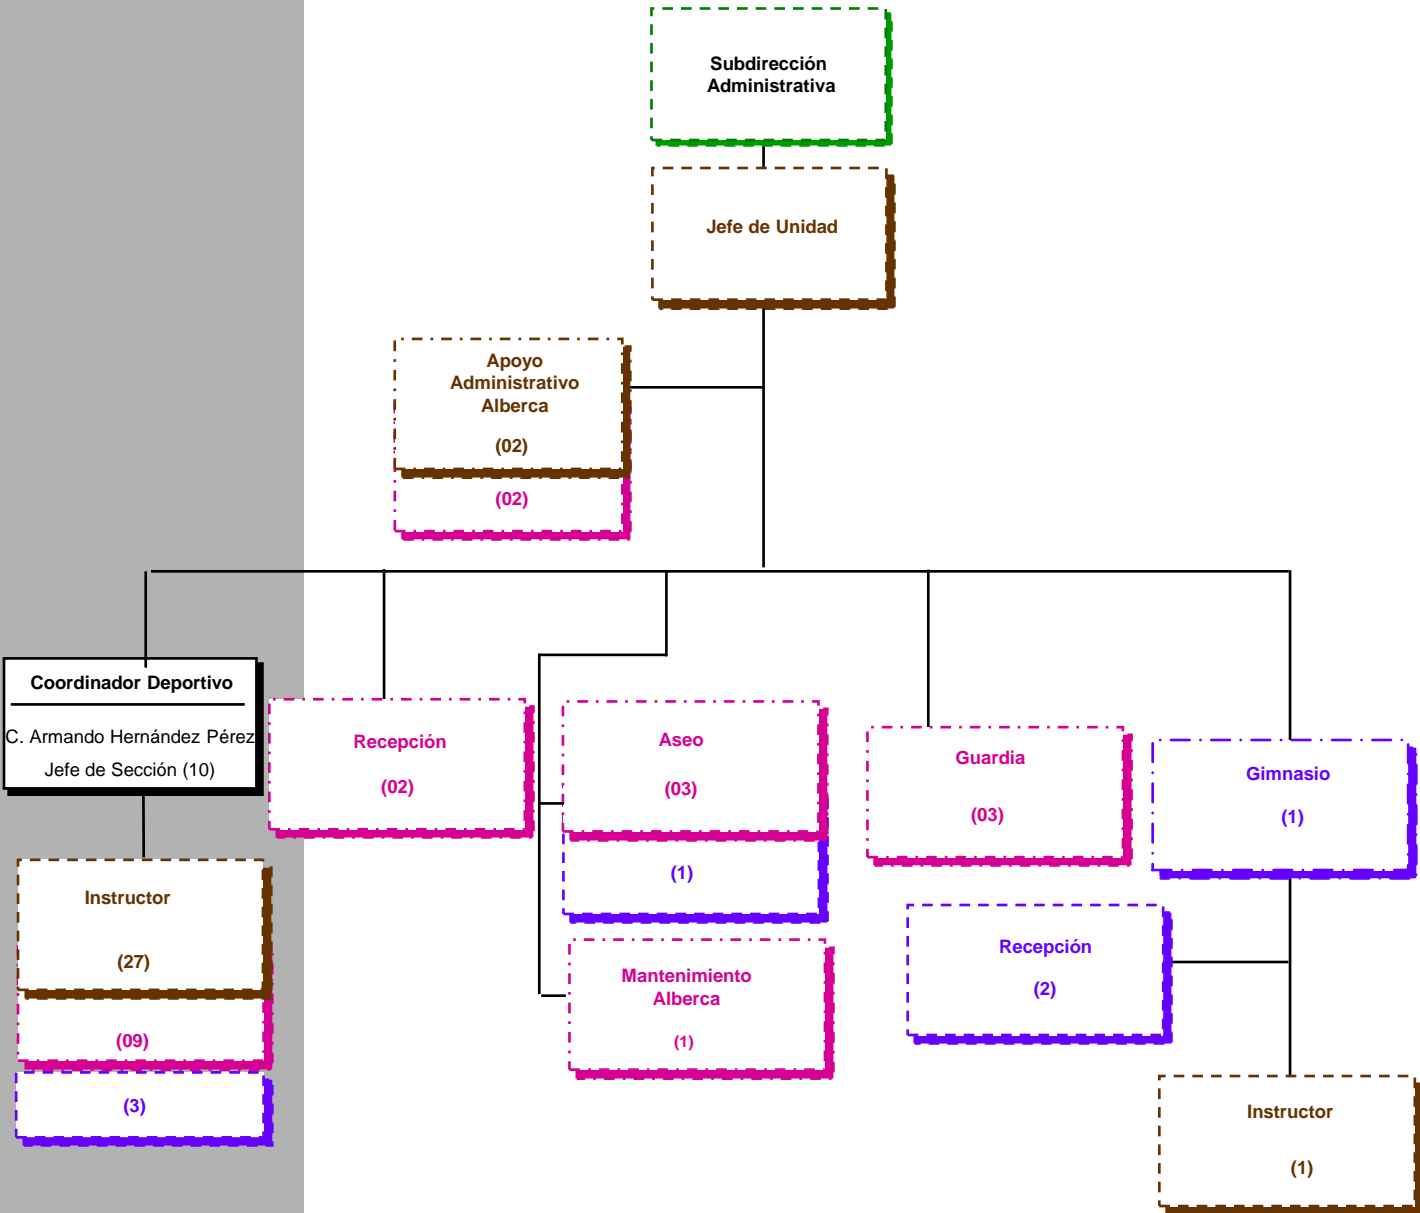 Subdirección
Administrativa
Jefe de Unidad
Apoyo
Administrativo
Alberca
(02)
(02)
Coordinador Deportivo
C. Armando Hernández Pérez
Jefe de Sección (10)
Instructor
(27)
(09)
(3)
Recepción
(02)
Aseo
(03)
(1)
Mantenimiento
Alberca
(1)
Guardia
(03)
Gimnasio
(1)
Recepción
(2)
Instructor
(1)